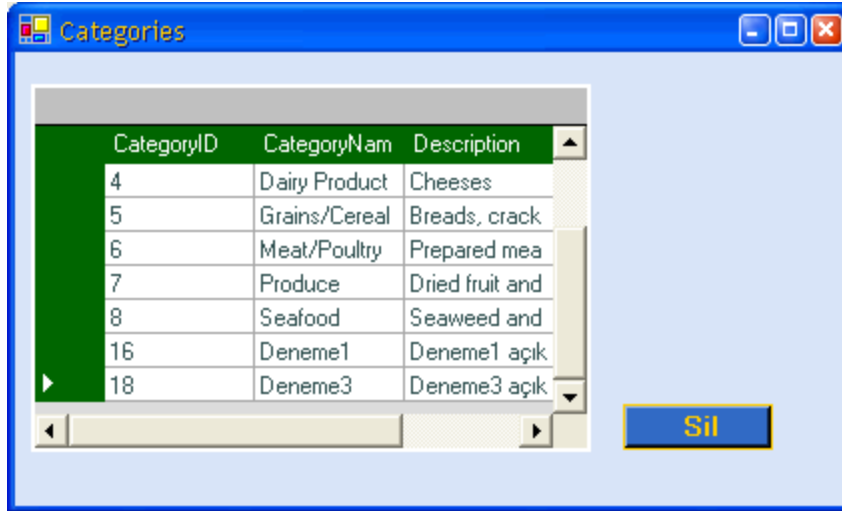 Categories
CategoryID CategoryNam Description
4 Dairy Product Cheeses
5 Grains/Cereal Breads, crack
6 Meat/Poultry Prepared mea
7 Produce Dried fruit and
8 Seafood Seaweed and
16 Deneme1 Deneme1 açık
18 Deneme3 Deneme3 açık
Sil